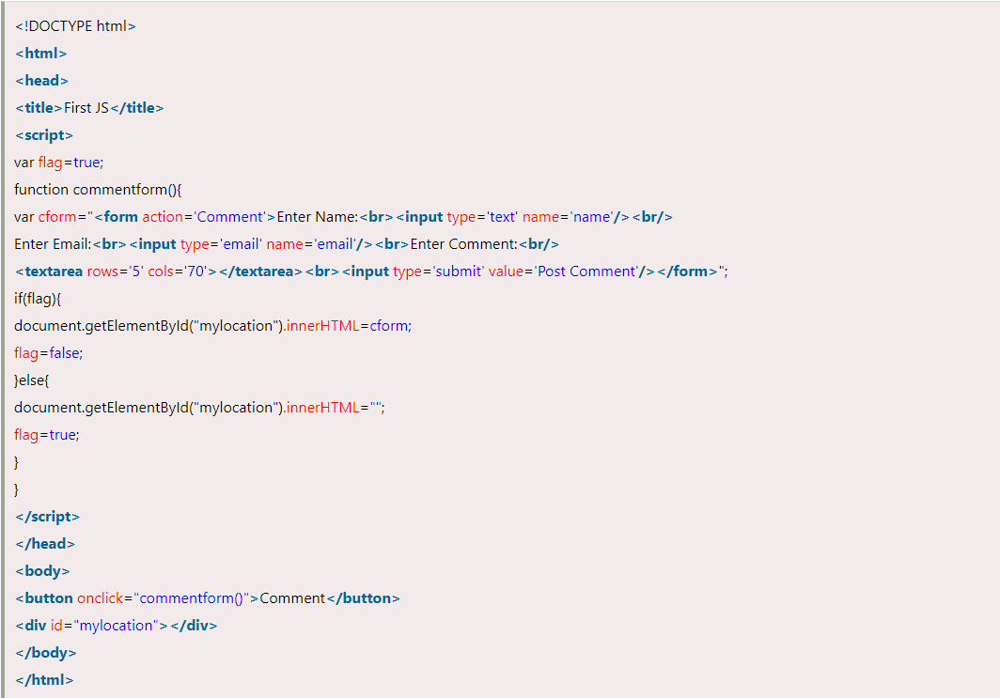 <!DOCTYPE html>
<html>
<head>
<title>First JS</title>
<script>
var flag=true;
function commentform(){
var cform="<form action='Comment'>Enter Name:<br><input type='text' name='name'/><br/>
Enter Email:<br><input type='email' name='email'/><br>Enter Comment:<br/>
<textarea rows='5' cols='70'></textarea><br><input type='submit' value='Post Comment'/></form>";
if(flag){
document.getElementById("mylocation").innerHTML=cform;
flag=false;
}else{
document.getElementById("mylocation").innerHTML="";
flag=true;
}
}
</script>
</head>
<body>
<button onclick="commentform()">Comment</button>
<div id="mylocation"></div>
</body>
</html>